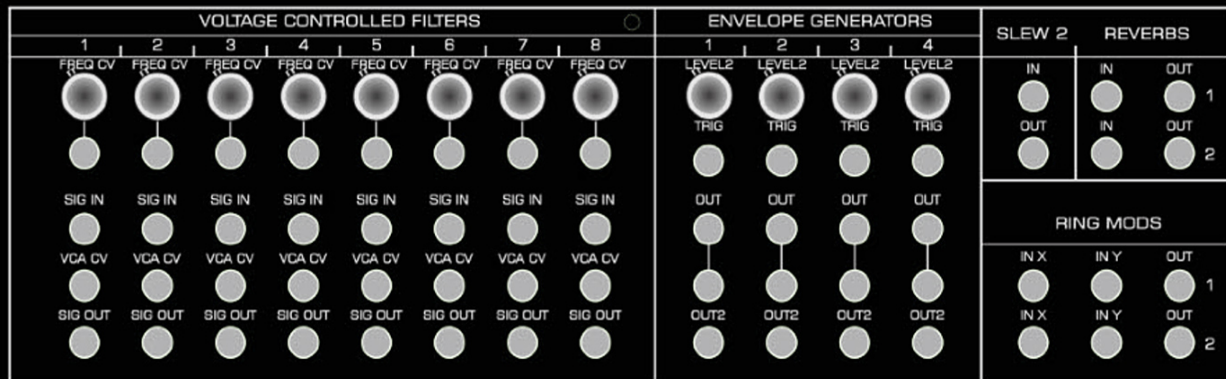 VOLTAGE CONTROLLED FILTERS
1 2 3 4 5 6 7 8
FREQ CV FREQ CV FREQ CV FREQ CV FREQ CV FREQ CV FREQ CV FREQ CV
SIG IN SIG IN SIG IN SIG IN SIG IN SIG IN SIG IN SIG IN
VCA CV VCA CV VCA CV VCA CV VCA CV VCA CV VCA CV VCA CV
SIG OUT SIG OUT SIG OUT SIG OUT SIG OUT SIG OUT SIG OUT SIG OUT
ENVELOPE GENERATORS
1 2 3 4
LEVEL2 LEVEL2 LEVEL2 LEVEL2
TRIG TRIG TRIG TRIG
OUT OUT OUT OUT
OUT2 OUT2 OUT2 OUT2
SLEW 2
IN
OUT
REVERBS
IN OUT
1
IN OUT
2
RING MODS
IN X IN Y OUT
1
IN X IN Y OUT
2